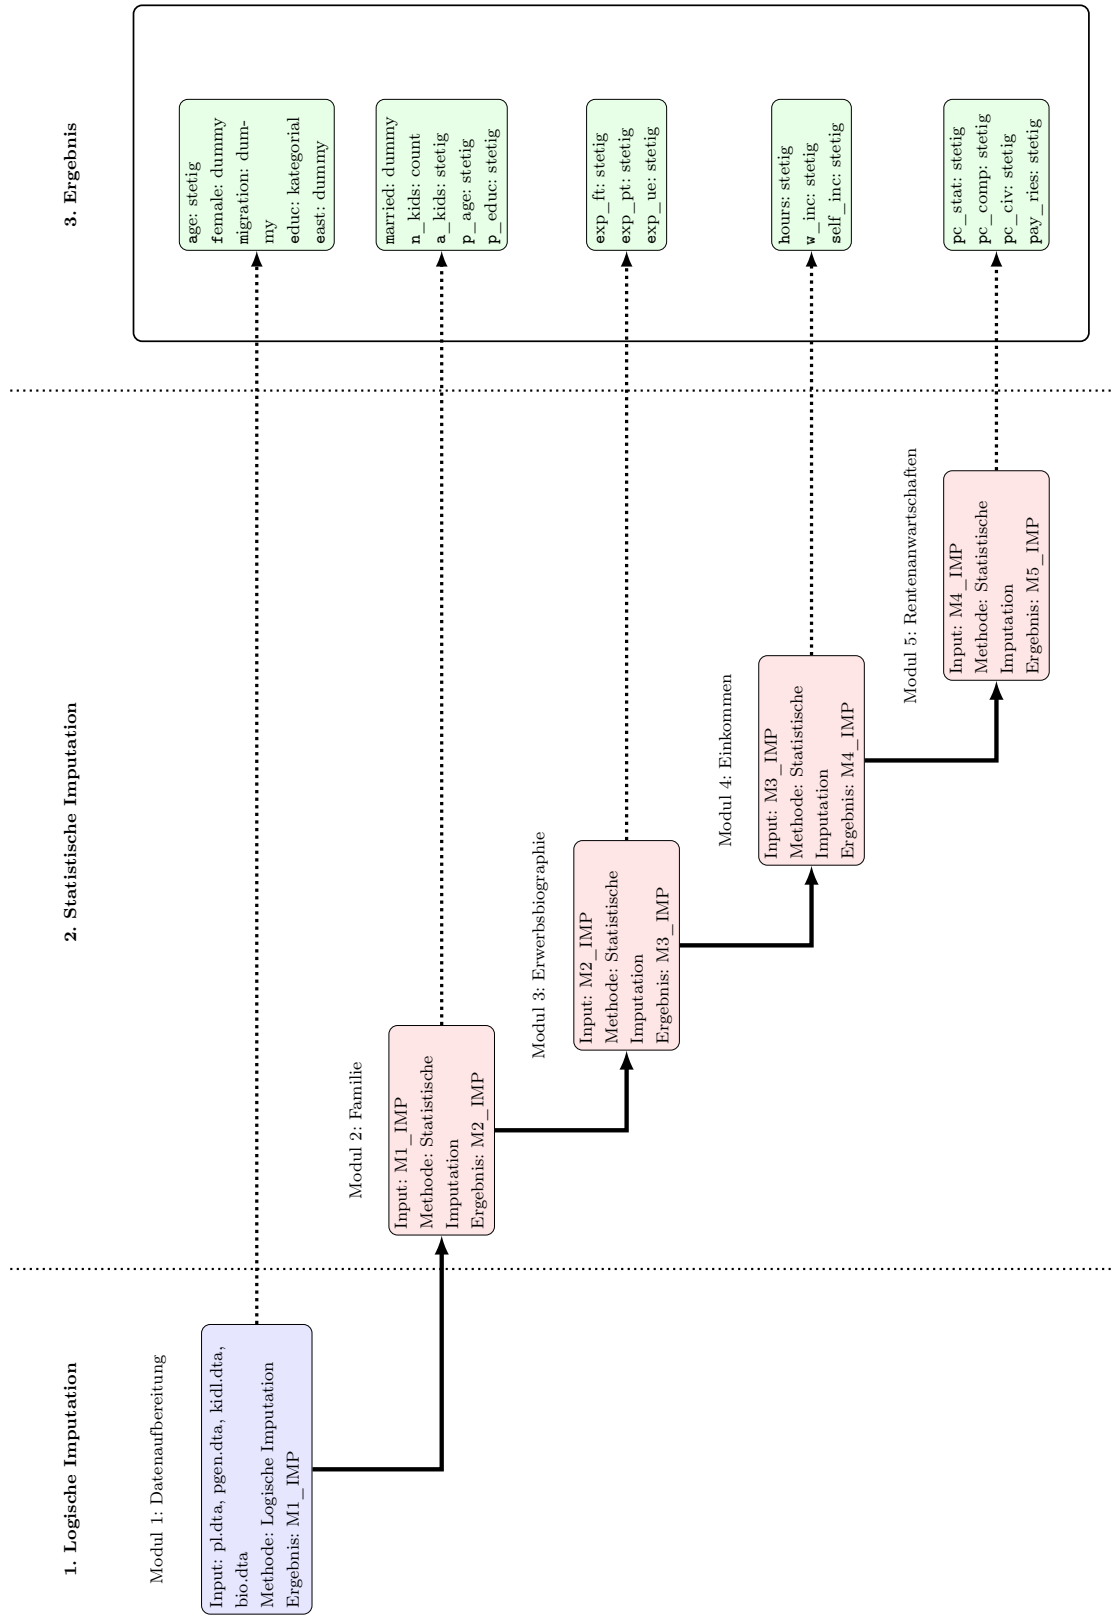 1. Logische Imputation
2. Statistische Imputation
3. Ergebnis
Modul 1: Datenaufbereitung
Input: pl.dta, pgen.dta, kidl.dta,
bio.dta
Methode: Logische Imputation
Ergebnis: M1_IMP
age: stetig
female: dummy
migration: dum-
my
educ: kategorial
east: dummy
Modul 2: Familie
Input: M1_IMP
Methode: Statistische
Imputation
Ergebnis: M2_IMP
married: dummy
n_kids: count
a_kids: stetig
p_age: stetig
p_educ: stetig
Modul 3: Erwerbsbiographie
Input: M2_IMP
Methode: Statistische
Imputation
Ergebnis: M3_IMP
exp_ft: stetig
exp_pt: stetig
exp_ue: stetig
Modul 4: Einkommen
Input: M3_IMP
Methode: Statistische
Imputation
Ergebnis: M4_IMP
hours: stetig
w_inc: stetig
self_inc: stetig
Modul 5: Rentenanwartschaften
Input: M4_IMP
Methode: Statistische
Imputation
Ergebnis: M5_IMP
pc_stat: stetig
pc_comp: stetig
pc_civ: stetig
pay_ries: stetig